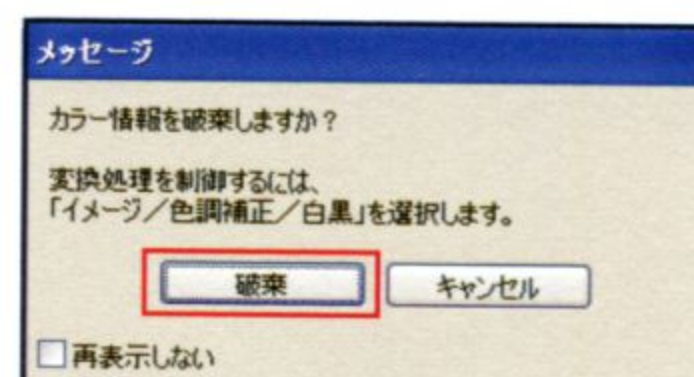 メッセージ
カラー情報を破棄しますか？
変換処理を制御するには、
「イメージ／色調補正／白黒」を選択します。
破棄
キャンセル
再表示しない